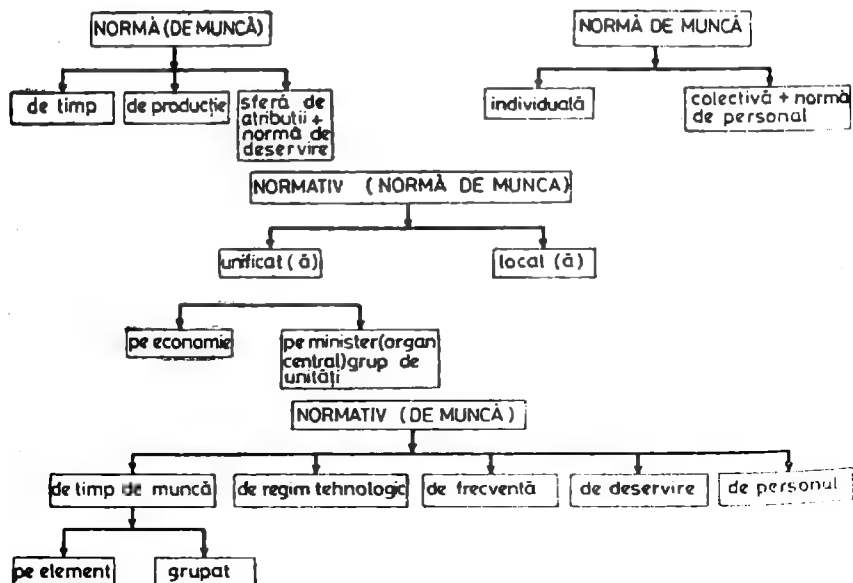 NORMĂ (DE MUNCĂ)
de timp
de producție
sferă de
atribuții +
normă de
deservire
NORMĂ DE MUNCĂ
individuală
colectivă + normă
de personal
NORMATIV (NORMĂ DE MUNCA)
unificat (ă)
local (ă)
pe economie
pe minister(organ
central)grup de
unități
NORMATIV (DE MUNCĂ)
de timp de muncă
de regim tehnologic
de frecventă
de deservire
de personal
pe element
grupat